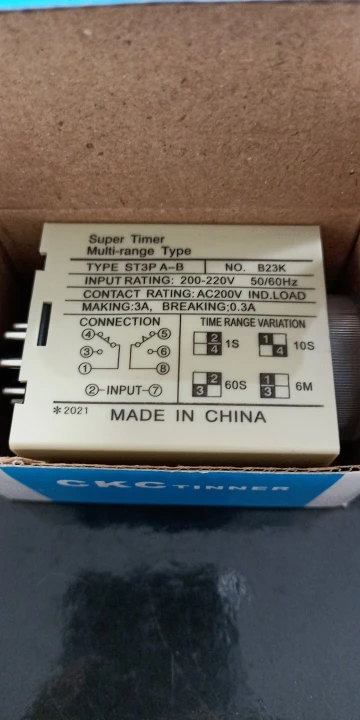 Super Timer
Multi-range Type
TYPE ST3P A-B NO. B23K
INPUT RATING: 200-220V 50/60Hz
CONTACT RATING: AC200V IND.LOAD
MAKING:3A, BREAKING:0.3A
CONNECTION TIME RANGE VARIATION
4 5
3 6
1 8
2 INPUT 7
2 4 1S
1 4 10S
2 3 60S
1 3 6M
*2021 MADE IN CHINA
CKC TINNER